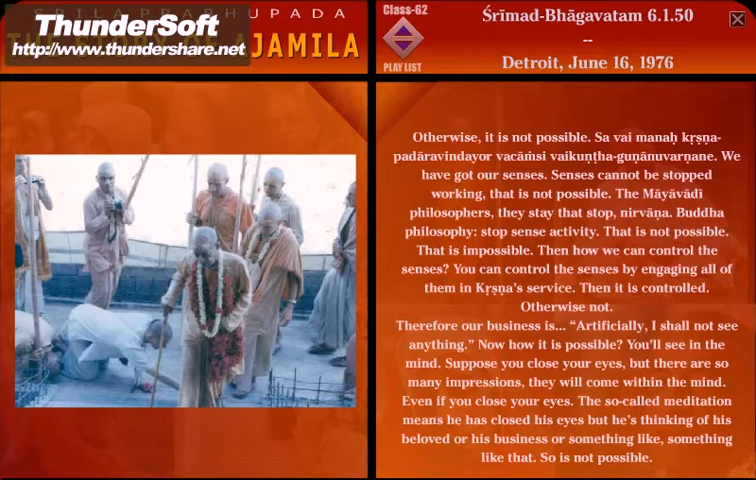 SRILA PRABHUPADA
ThunderSoft
http://www.thundershare.net
THE STORY OF AJAMILA
Class-62
PLAY LIST
Śrīmad-Bhāgavatam 6.1.50
--
Detroit, June 16, 1976
Otherwise, it is not possible. Sa vai manaḥ kṛṣṇa-
padāravindayor vacāṁsi vaikuṇṭha-guṇānuvarṇane. We
have got our senses. Senses cannot be stopped
working, that is not possible. The Māyāvādī
philosophers, they stay that stop, nirvāṇa. Buddha
philosophy: stop sense activity. That is not possible.
That is impossible. Then how we can control the
senses? You can control the senses by engaging all of
them in Kṛṣṇa's service. Then it is controlled.
Otherwise not.
Therefore our business is... “Artificially, I shall not see
anything.” Now how it is possible? You'll see in the
mind. Suppose you close your eyes, but there are so
many impressions, they will come within the mind.
Even if you close your eyes. The so-called meditation
means he has closed his eyes but he's thinking of his
beloved or his business or something like, something
like that. So is not possible.